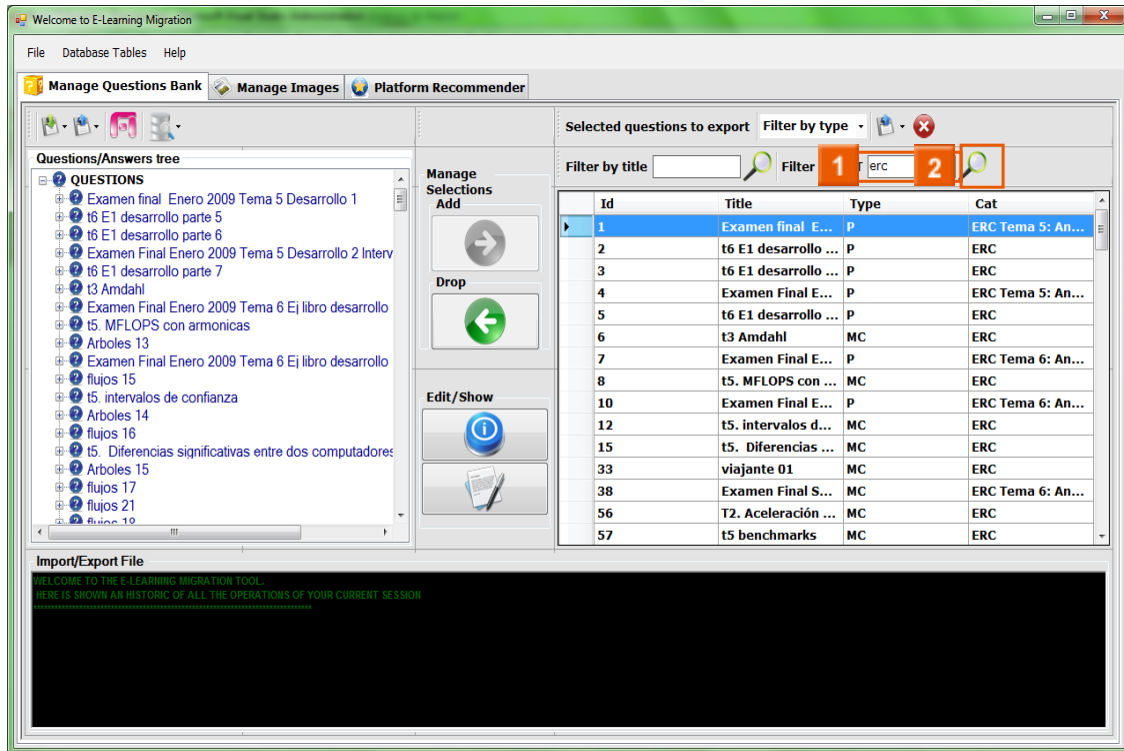 Welcome to E-Learning Migration
File Database Tables Help
Manage Questions Bank Manage Images Platform Recommender
Selected questions to export Filter by type
Questions/Answers tree
Filter by title Filter 1 T erc 2
QUESTIONS
Examen final Enero 2009 Tema 5 Desarrollo 1
t6 E1 desarrollo parte 5
t6 E1 desarrollo parte 6
Examen Final Enero 2009 Tema 5 Desarrollo 2 Interv
t6 E1 desarrollo parte 7
t3 Amdahl
Examen Final Enero 2009 Tema 6 Ej libro desarrollo
t5. MFLOPS con armonicas
Arboles 13
Examen Final Enero 2009 Tema 6 Ej libro desarrollo
flujos 15
t5. intervalos de confianza
Arboles 14
flujos 16
t5. Diferencias significativas entre dos computadores
Arboles 15
flujos 17
flujos 21
flujos 18
Manage
Selections
Add
Drop
Edit/Show
Id Title Type Cat
1 Examen final E... P ERC Tema 5: An...
2 t6 E1 desarrollo ... P ERC
3 t6 E1 desarrollo ... P ERC
4 Examen Final E... P ERC Tema 5: An...
5 t6 E1 desarrollo ... P ERC
6 t3 Amdahl MC ERC
7 Examen Final E... P ERC Tema 6: An...
8 t5. MFLOPS con ... MC ERC
10 Examen Final E... P ERC Tema 6: An...
12 t5. intervalos d... MC ERC
15 t5. Diferencias ... MC ERC
33 viajante 01 MC ERC
38 Examen Final S... MC ERC Tema 6: An...
56 T2. Aceleración ... MC ERC
57 t5 benchmarks MC ERC
Import/Export File
WELCOME TO THE E-LEARNING MIGRATION TOOL.
HERE IS SHOWN AN HISTORIC OF ALL THE OPERATIONS OF YOUR CURRENT SESSION